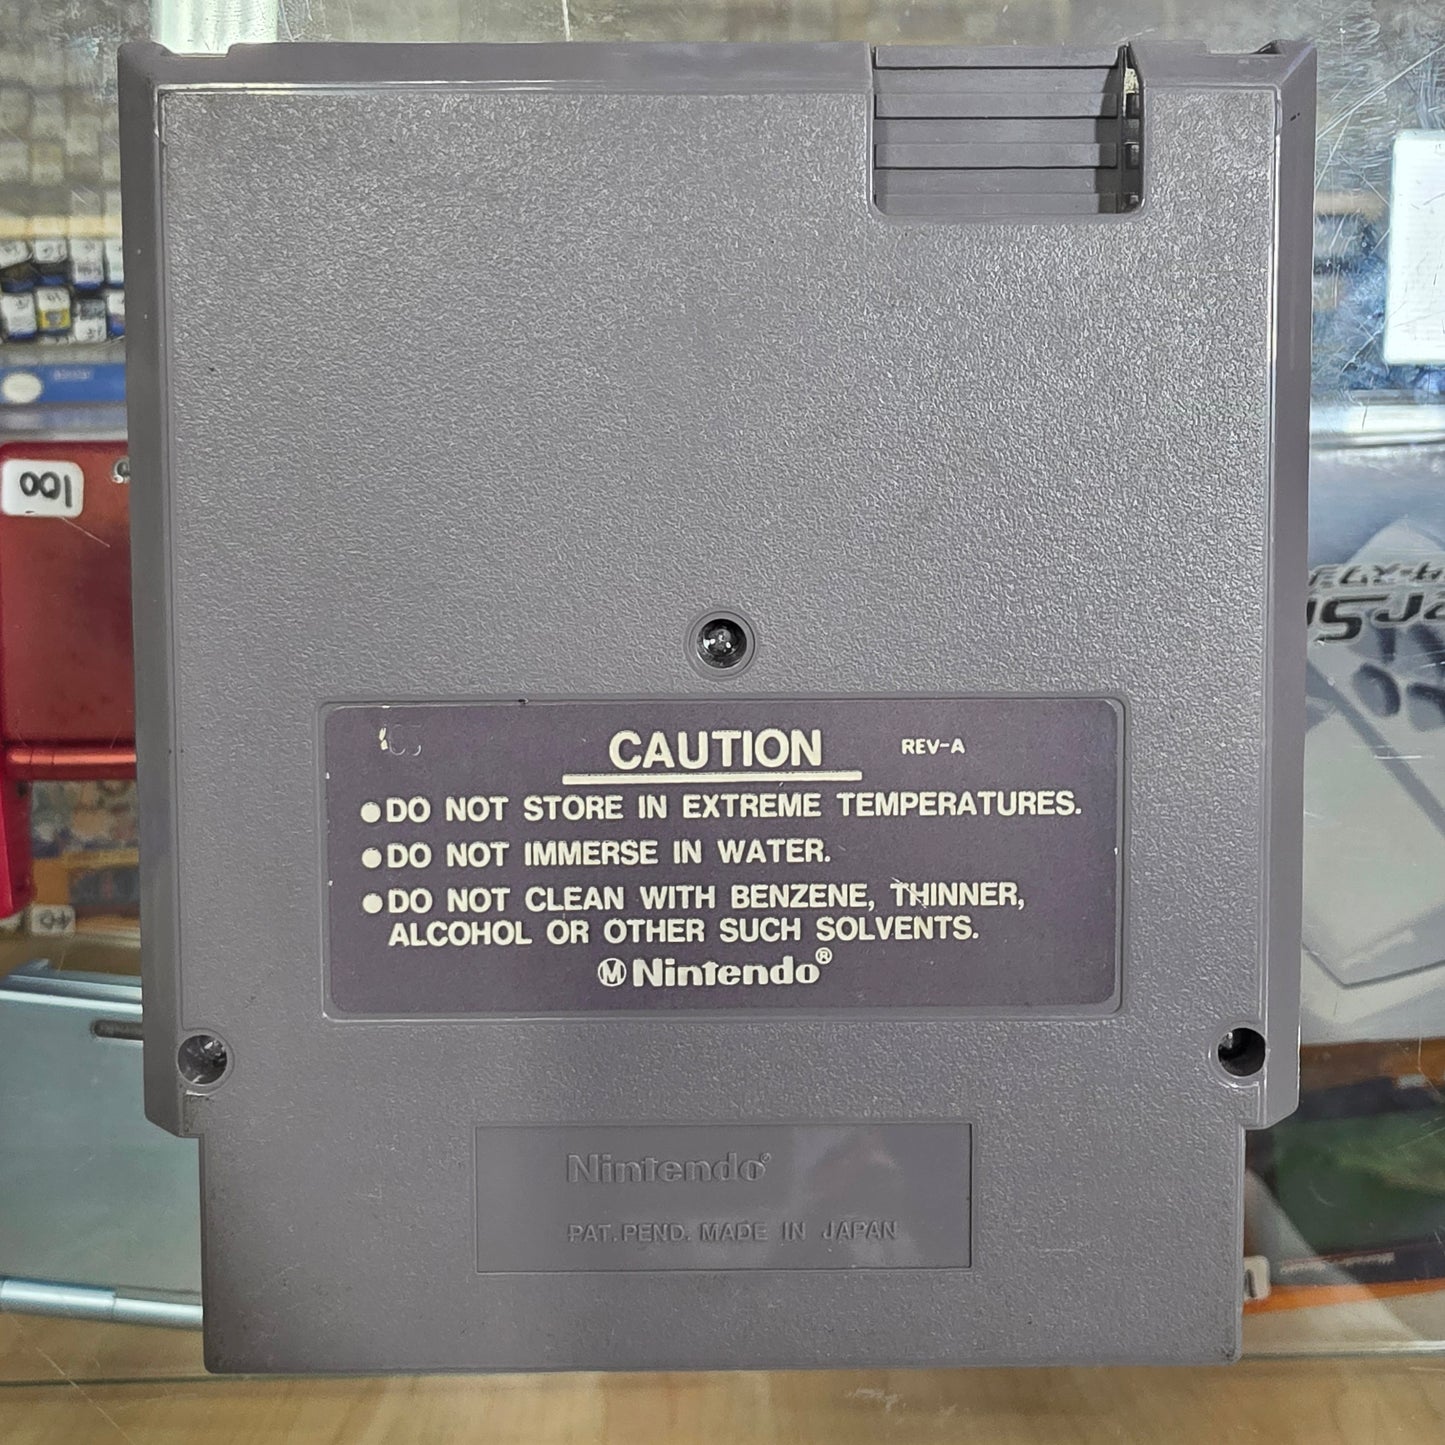 CAUTION REV-A
●DO NOT STORE IN EXTREME TEMPERATURES.
●DO NOT IMMERSE IN WATER.
●DO NOT CLEAN WITH BENZENE, THINNER,
ALCOHOL OR OTHER SUCH SOLVENTS.
Ⓜ Nintendo®
Nintendo®
PAT. PEND. MADE IN JAPAN
001